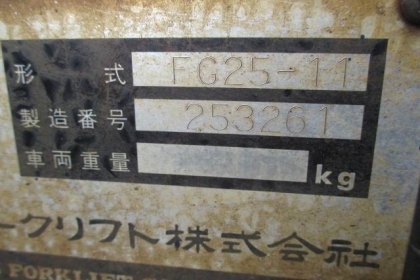 形 式 FG25-11
製造番号 253261
車両重量 kg
ークリフト株式会社
FORKLIFT